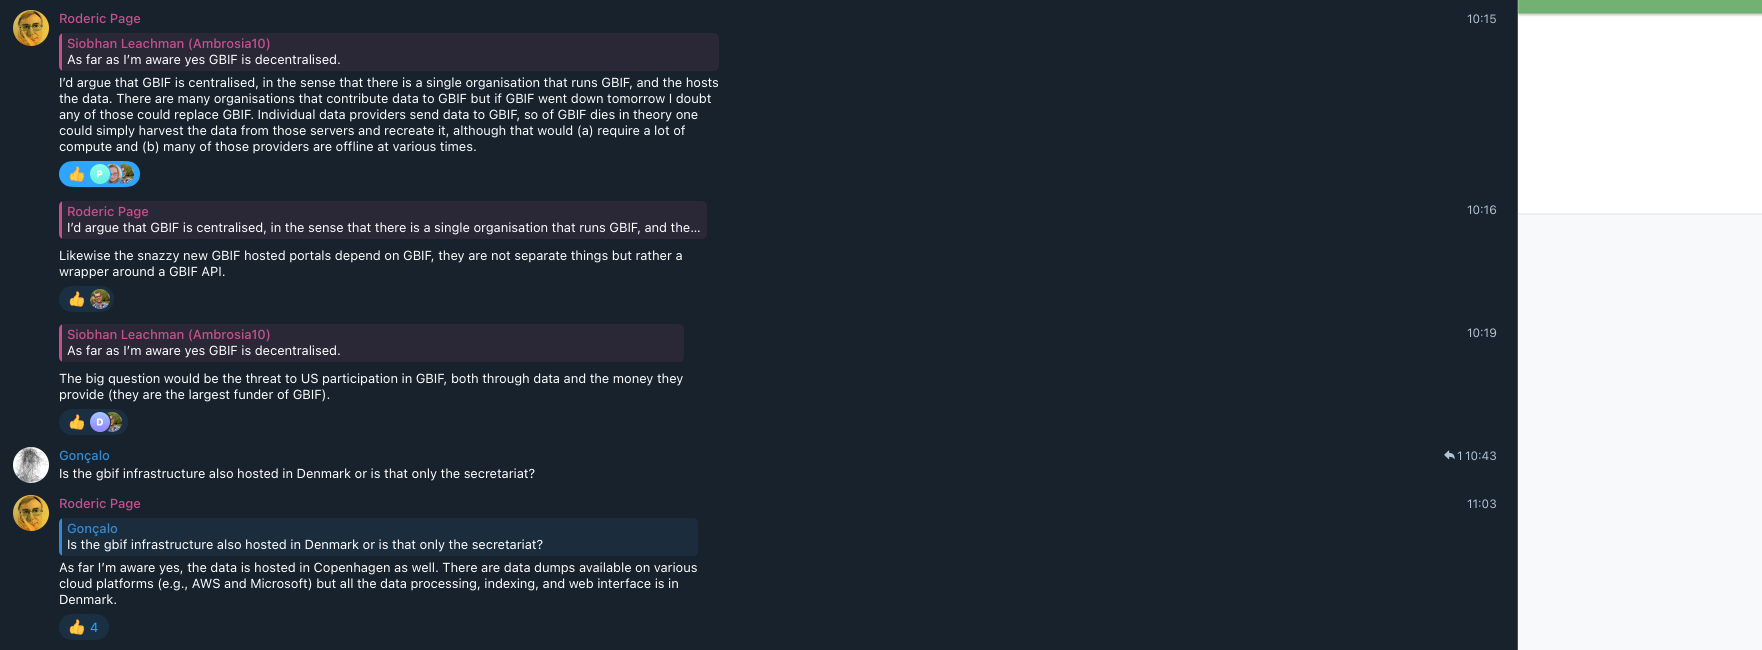 Roderic Page 10:15
Siobhan Leachman (Ambrosia10)
As far as I'm aware yes GBIF is decentralised.
I'd argue that GBIF is centralised, in the sense that there is a single organisation that runs GBIF, and the hosts
the data. There are many organisations that contribute data to GBIF but if GBIF went down tomorrow I doubt
any of those could replace GBIF. Individual data providers send data to GBIF, so of GBIF dies in theory one
could simply harvest the data from those servers and recreate it, although that would (a) require a lot of
compute and (b) many of those providers are offline at various times.
P
Roderic Page 10:16
I'd argue that GBIF is centralised, in the sense that there is a single organisation that runs GBIF, and the...
Likewise the snazzy new GBIF hosted portals depend on GBIF, they are not separate things but rather a
wrapper around a GBIF API.
Siobhan Leachman (Ambrosia10) 10:19
As far as I'm aware yes GBIF is decentralised.
The big question would be the threat to US participation in GBIF, both through data and the money they
provide (they are the largest funder of GBIF).
D
Gonçalo 1 10:43
Is the gbif infrastructure also hosted in Denmark or is that only the secretariat?
Roderic Page 11:03
Gonçalo
Is the gbif infrastructure also hosted in Denmark or is that only the secretariat?
As far I'm aware yes, the data is hosted in Copenhagen as well. There are data dumps available on various
cloud platforms (e.g., AWS and Microsoft) but all the data processing, indexing, and web interface is in
Denmark.
4